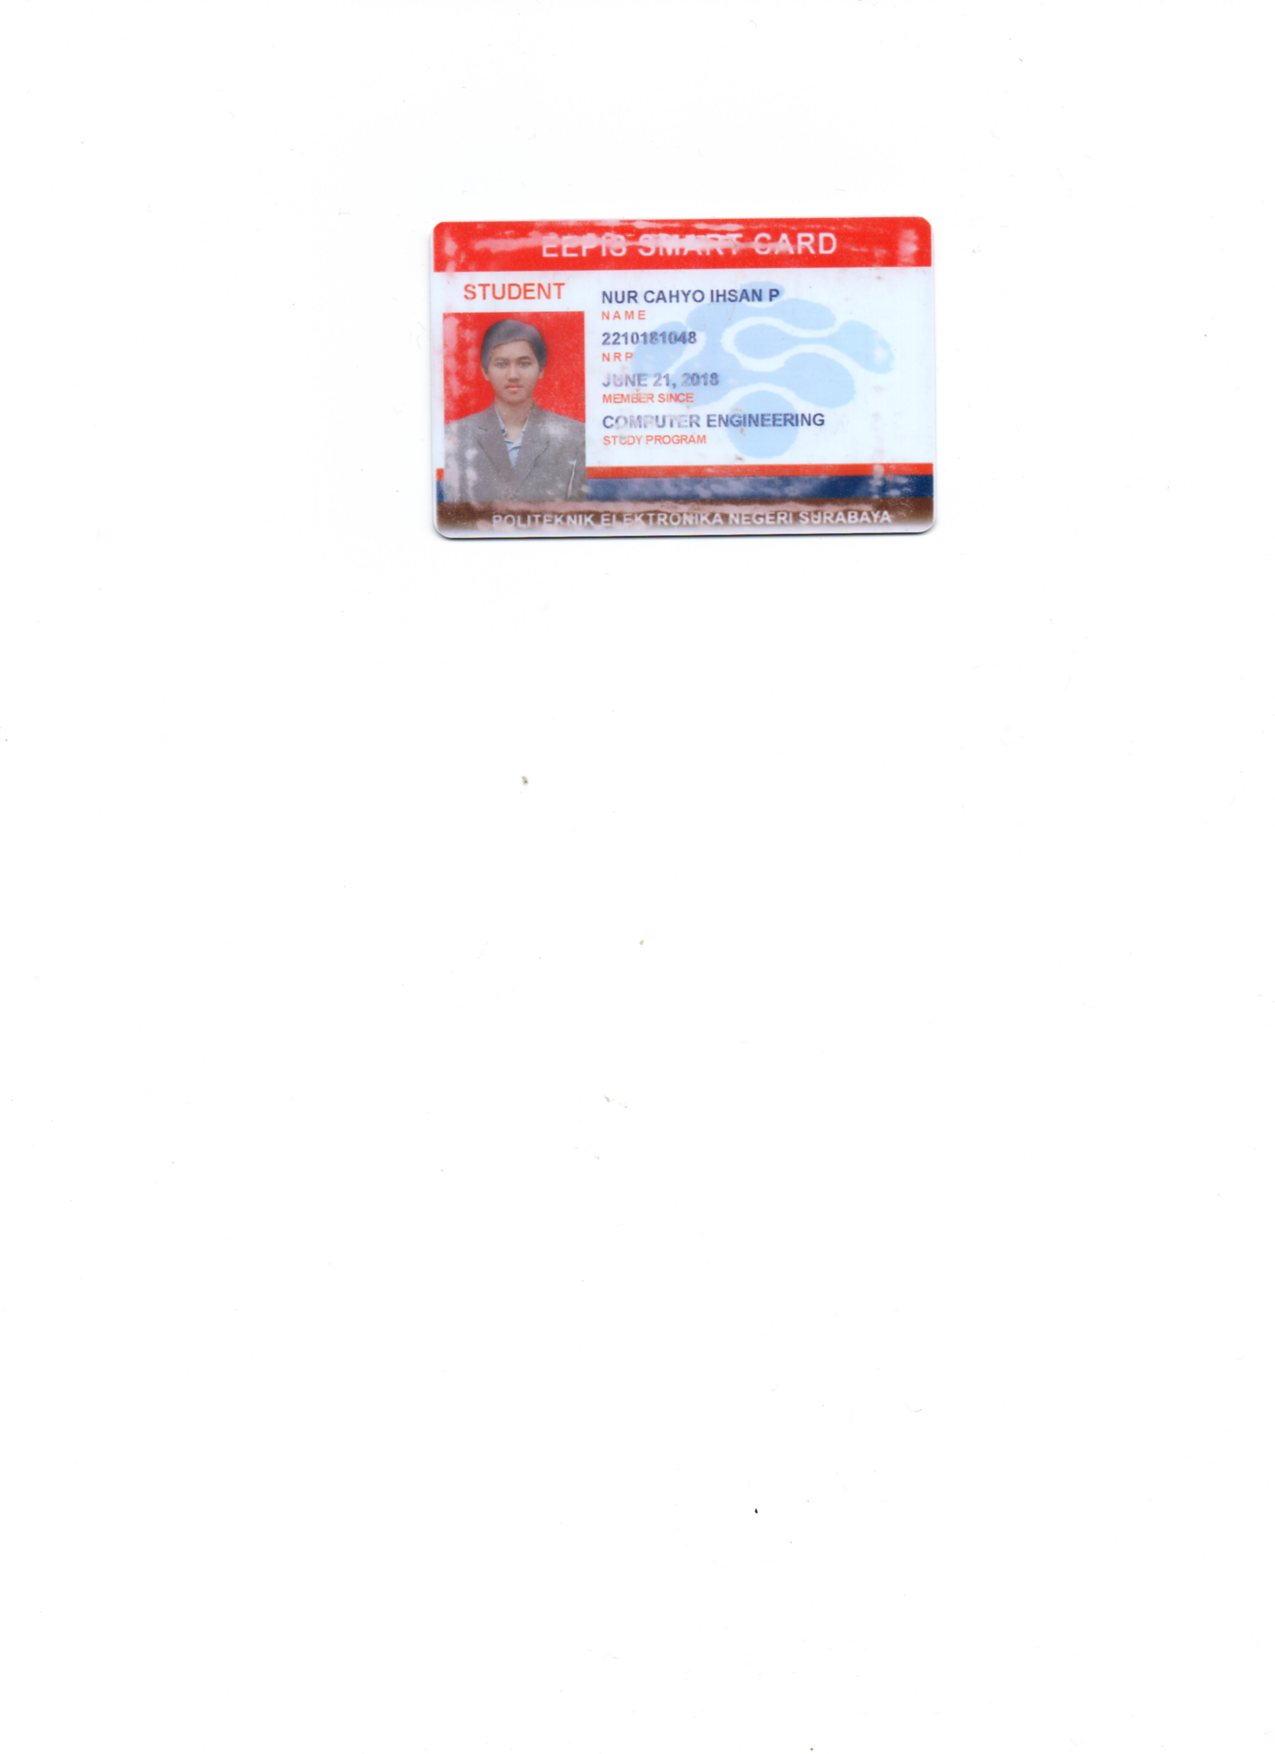 EEPIS SMART CARD
STUDENT
NUR CAHYO IHSAN P
NAME
2210181048
NRP
JUNE 21, 2018
MEMBER SINCE
COMPUTER ENGINEERING
STUDY PROGRAM
POLITEKNIK ELEKTRONIKA NEGERI SURABAYA